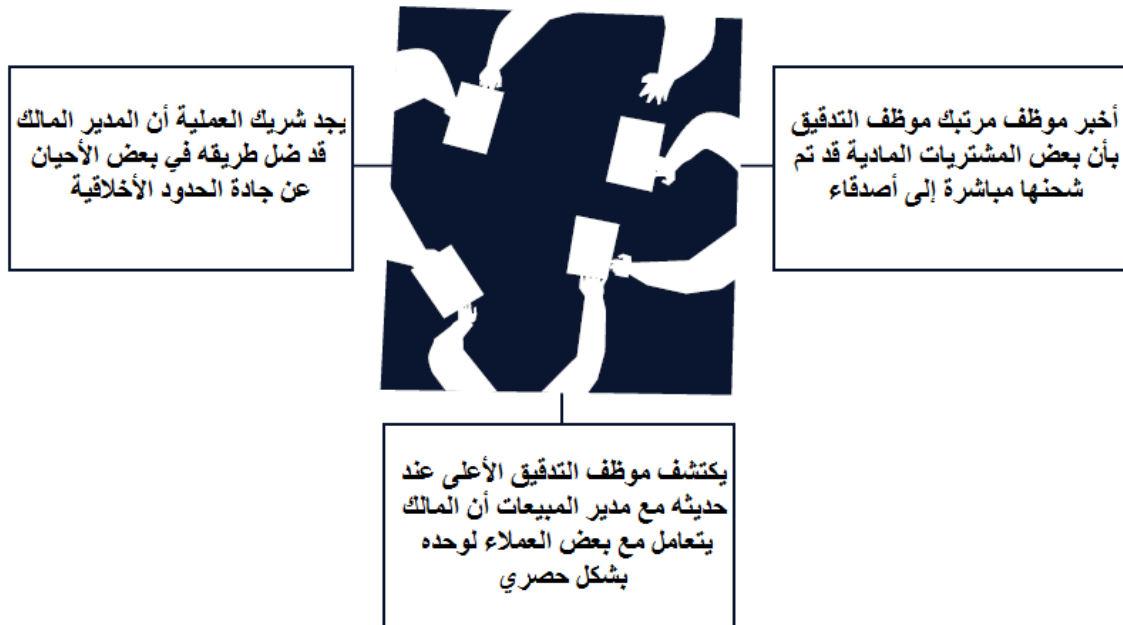 أخبر موظف مرتبك موظف التدقيق
بأن بعض المشتريات المادية قد تم
شحنها مباشرة إلى أصدقاء
يجد شريك العملية أن المدير المالك
قد ضل طريقه في بعض الأحيان
عن جادة الحدود الأخلاقية
يكتشف موظف التدقيق الأعلى عند
حديثه مع مدير المبيعات أن المالك
يتعامل مع بعض العملاء لوحده
بشكل حصري